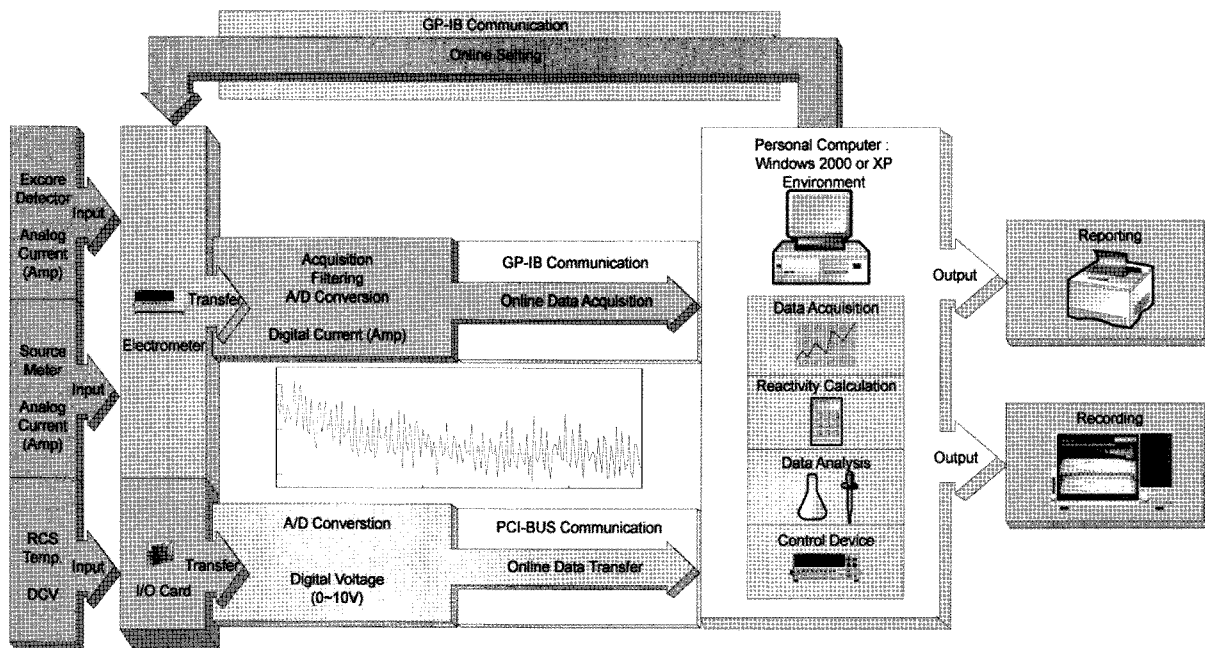 GP-IB Communication
Online Setting
Excore
Detector
Analog
Current
(Amp)
Input
Source
Meter
Analog
Current
(Amp)
Input
RCS
Temp.
DCV
Input
Electrometer
Transfer
I/O Card
Transfer
Acquisition
Filtering
A/D Conversion
Digital Current (Amp)
GP-IB Communication
Online Data Acquisition
A/D Converstion
Digital Voltage
(0~10V)
PCI-BUS Communication
Online Data Transfer
Personal Computer :
Windows 2000 or XP
Environment
Data Acquisition
Reactivity Calculation
Data Analysis
Control Device
Output
Reporting
Output
Recording